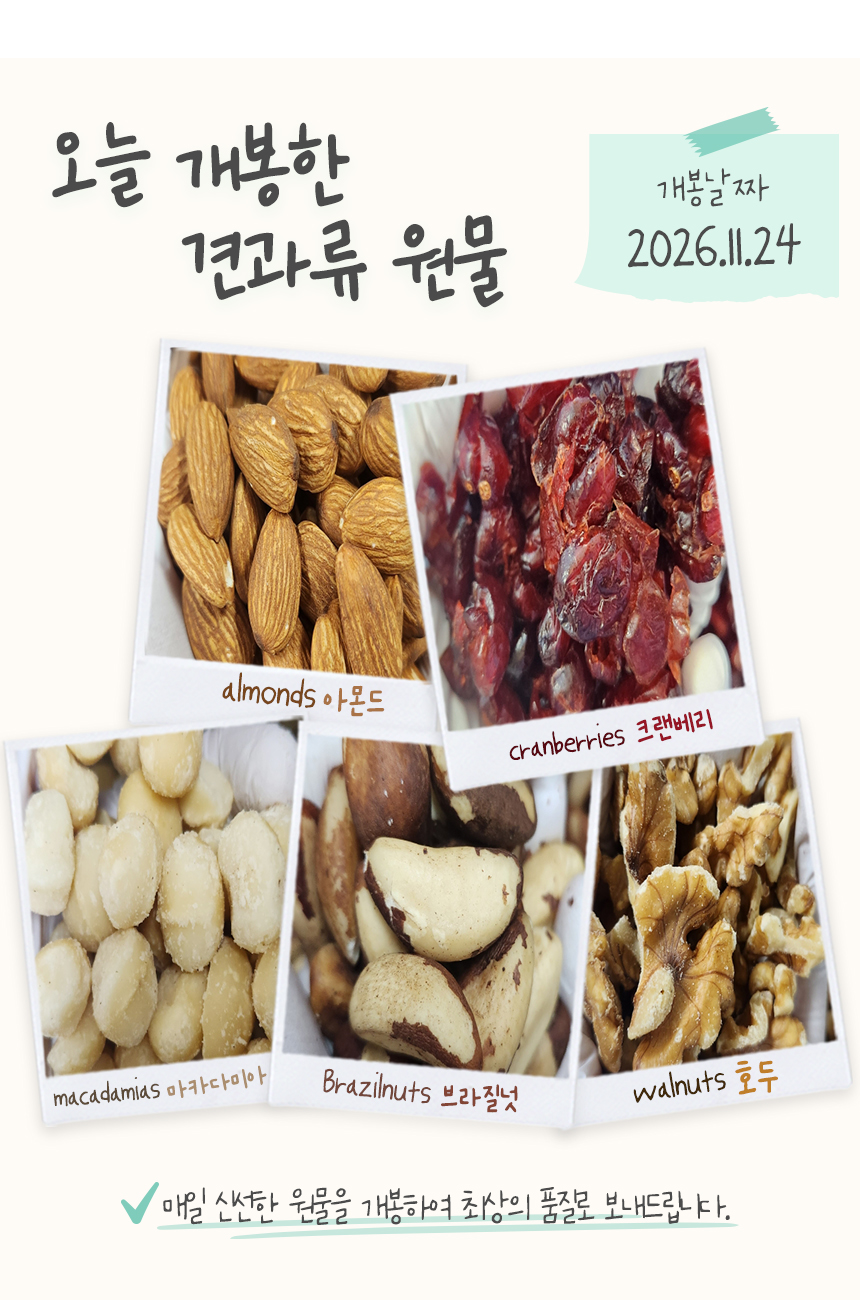 오늘 개봉한
견과류 원물
개봉날짜
2026.11.24
almonds 아몬드
cranberries 크랜베리
macadamias 마카다미아
Brazilnuts 브라질넛
walnuts 호두
매일 신선한 원물을 개봉하여 최상의 품질로 보내드립니다.